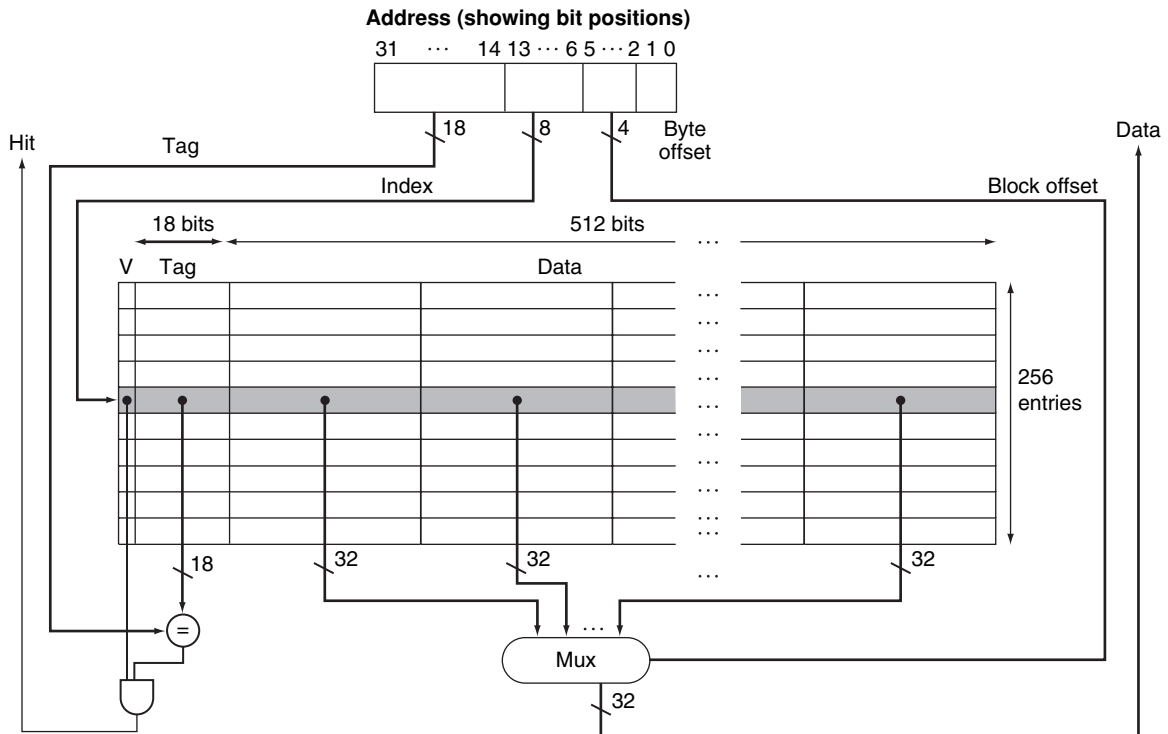 Address (showing bit positions)
31 ... 14 13 ... 6 5 ... 2 1 0
18 8 4 Byte
offset
Hit
Tag
Data
Index
Block offset
18 bits
512 bits
...
V Tag Data
...
...
...
...
...
...
...
...
...
...
256
entries
18 32 32 ... 32
=
...
Mux
32